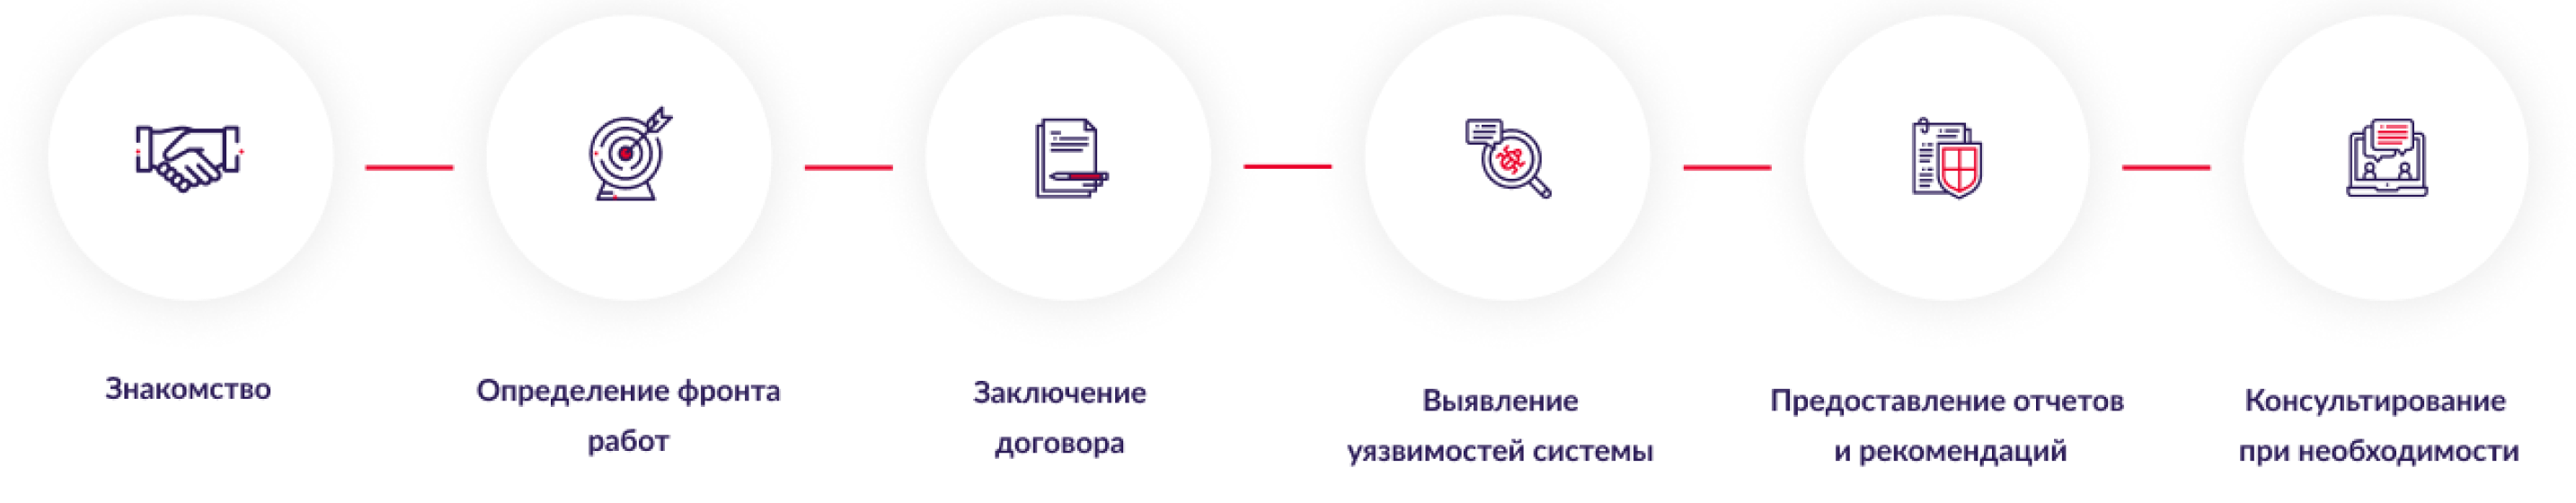 Знакомство
Определение фронта
работ
Заключение
договора
Выявление
уязвимостей системы
Предоставление отчетов
и рекомендаций
Консультирование
при необходимости